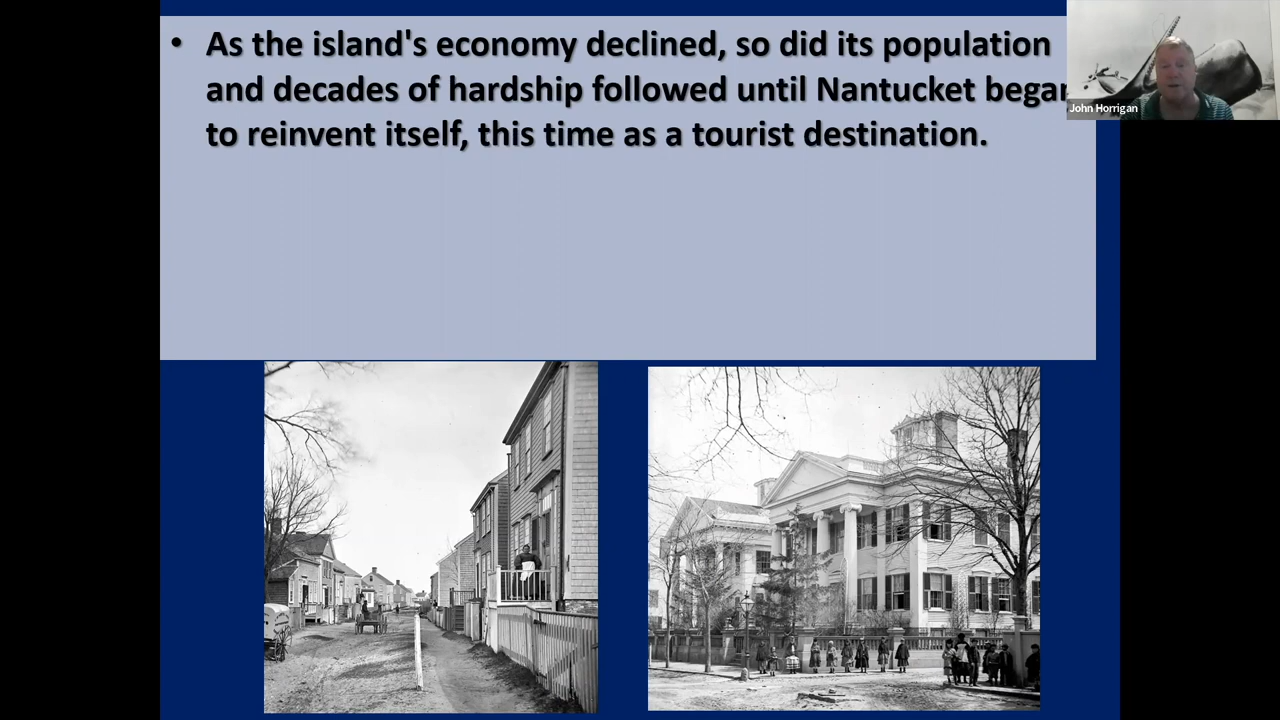 • As the island's economy declined, so did its population
and decades of hardship followed until Nantucket began
to reinvent itself, this time as a tourist destination.
John Horrigan